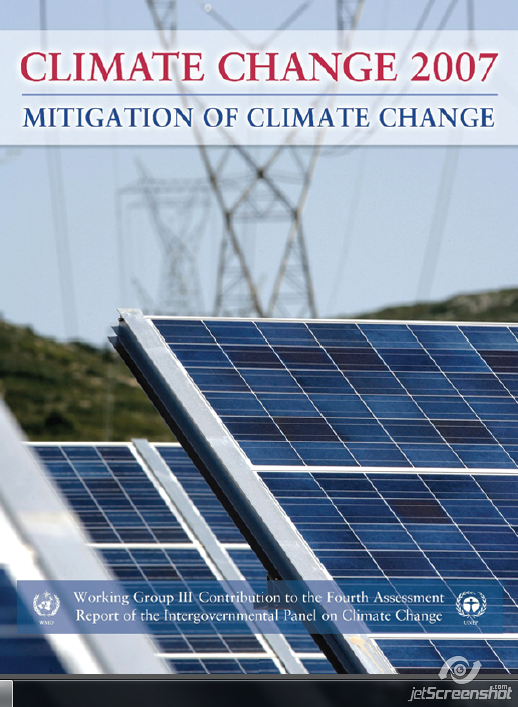 CLIMATE CHANGE 2007
MITIGATION OF CLIMATE CHANGE
Working Group III Contribution to the Fourth Assessment
Report of the Intergovernmental Panel on Climate Change
WMO
UNEP
jetScreenshot.com